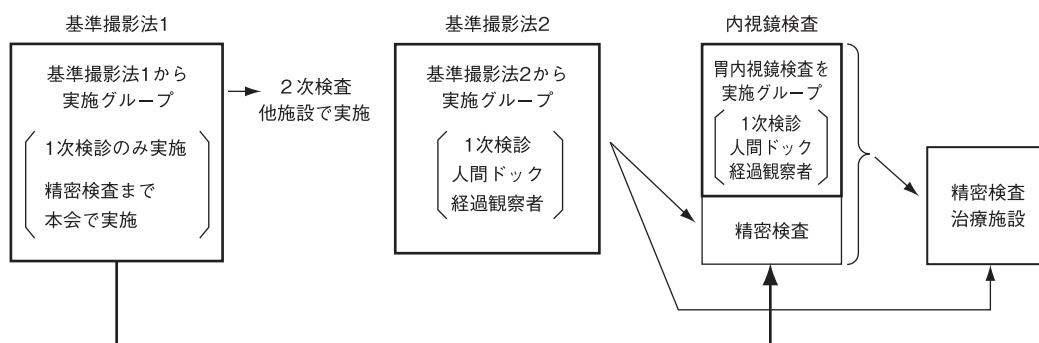 基準撮影法1
基準撮影法1から
実施グループ
1次検診のみ実施
精密検査まで
本会で実施
2次検査
他施設で実施
基準撮影法2
基準撮影法2から
実施グループ
1次検診
人間ドック
経過観察者
内視鏡検査
胃内視鏡検査を
実施グループ
1次検診
人間ドック
経過観察者
精密検査
精密検査
治療施設